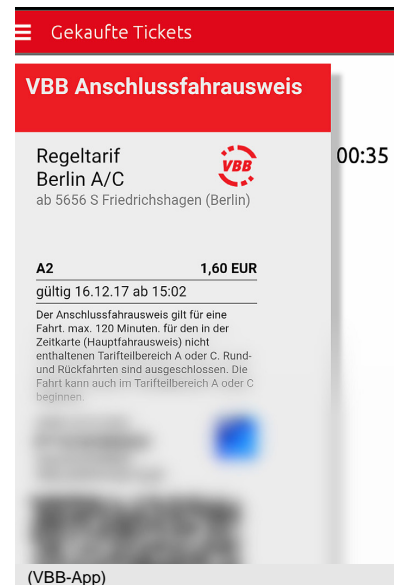 Gekaufte Tickets
VBB Anschlussfahrausweis
Regeltarif
Berlin A/C
VBB
00:35
ab 5656 S Friedrichshagen (Berlin)
A2 1,60 EUR
gültig 16.12.17 ab 15:02
Der Anschlussfahrausweis gilt für eine
Fahrt. max. 120 Minuten. für den in der
Zeitkarte (Hauptfahrausweis) nicht
enthaltenen Tarifteilbereich A oder C. Rund-
und Rückfahrten sind ausgeschlossen. Die
Fahrt kann auch im Tarifteilbereich A oder C
beginnen.
(VBB-App)